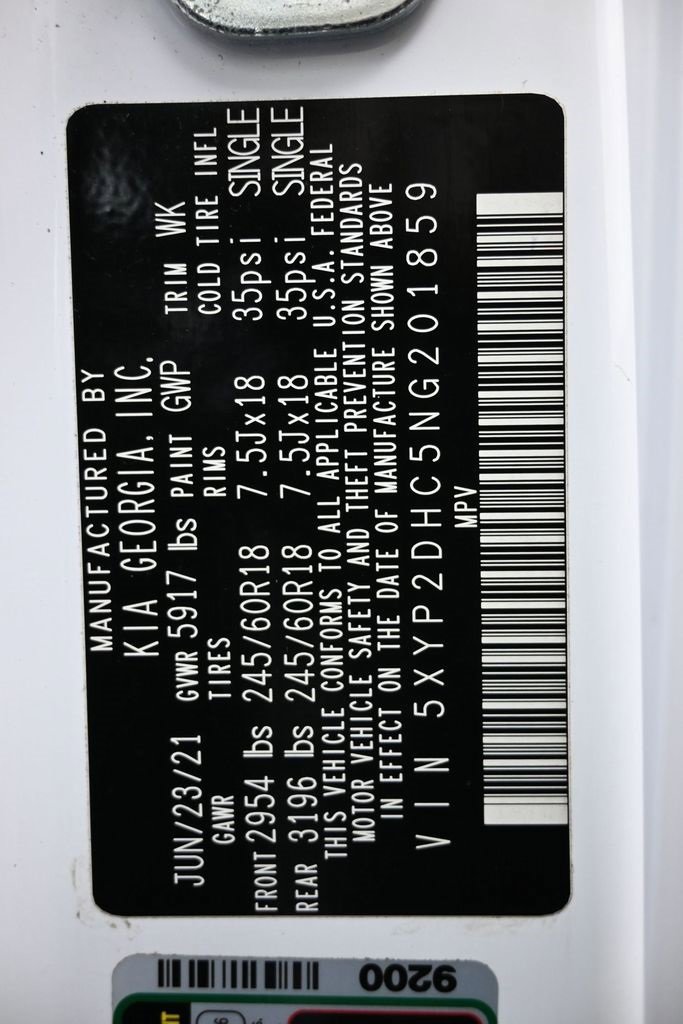 MANUFACTURED BY
KIA GEORGIA, INC.
JUN/23/21 GVWR 5917 lbs PAINT GWP TRIM WK
GAWR TIRES RIMS COLD TIRE INFL
FRONT 2954 lbs 245/60R18 7.5Jx18 35psi SINGLE
REAR 3196 lbs 245/60R18 7.5Jx18 35psi SINGLE
THIS VEHICLE CONFORMS TO ALL APPLICABLE U.S.A. FEDERAL
MOTOR VEHICLE SAFETY AND THEFT PREVENTION STANDARDS
IN EFFECT ON THE DATE OF MANUFACTURE SHOWN ABOVE
VIN 5XYP2DHC5NG201859
MPV
9200